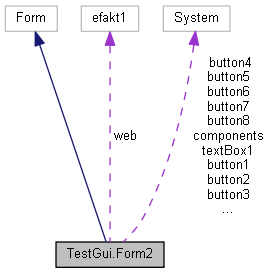 Form
efakt1
System
button4
button5
button6
button7
button8
components
textBox1
button1
button2
button3
...
web
TestGui.Form2